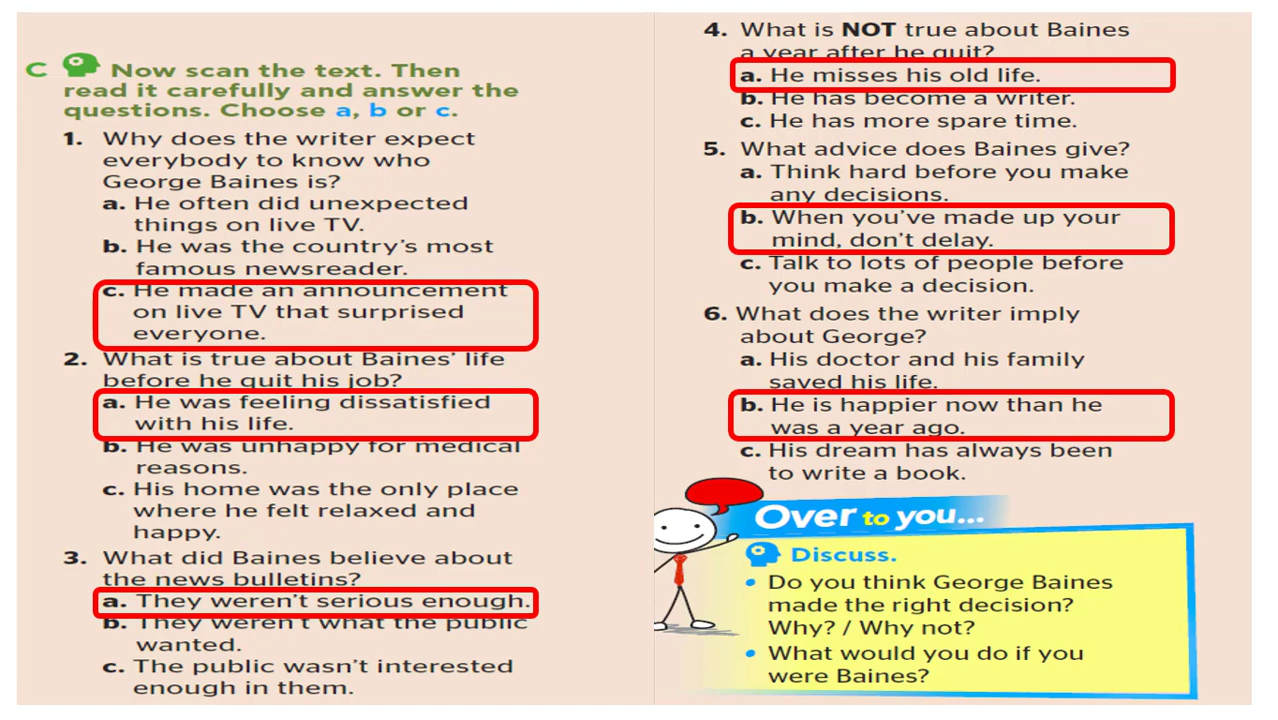 C Now scan the text. Then
read it carefully and answer the
questions. Choose a, b or c.
1. Why does the writer expect
everybody to know who
George Baines is?
a. He often did unexpected
things on live TV.
b. He was the country's most
famous newsreader.
c. He made an announcement
on live TV that surprised
everyone.
2. What is true about Baines' life
before he quit his job?
a. He was feeling dissatisfied
with his life.
b. He was unhappy for medical
reasons.
c. His home was the only place
where he felt relaxed and
happy.
3. What did Baines believe about
the news bulletins?
a. They weren't serious enough.
b. They weren't what the public
wanted.
c. The public wasn't interested
enough in them.
4. What is NOT true about Baines
a year after he quit?
a. He misses his old life.
b. He has become a writer.
c. He has more spare time.
5. What advice does Baines give?
a. Think hard before you make
any decisions.
b. When you've made up your
mind, don't delay.
c. Talk to lots of people before
you make a decision.
6. What does the writer imply
about George?
a. His doctor and his family
saved his life.
b. He is happier now than he
was a year ago.
c. His dream has always been
to write a book.
Over to you...
Discuss.
• Do you think George Baines
made the right decision?
Why? / Why not?
• What would you do if you
were Baines?